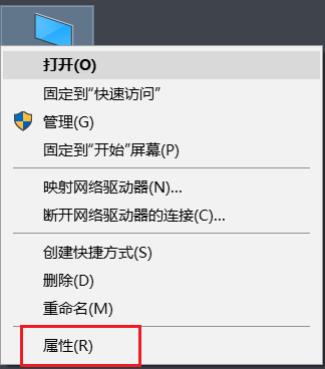 打开(O)
固定到"快速访问"
管理(G)
固定到"开始"屏幕(P)
映射网络驱动器(N)...
断开网络驱动器的连接(C)...
创建快捷方式(S)
删除(D)
重命名(M)
属性(R)